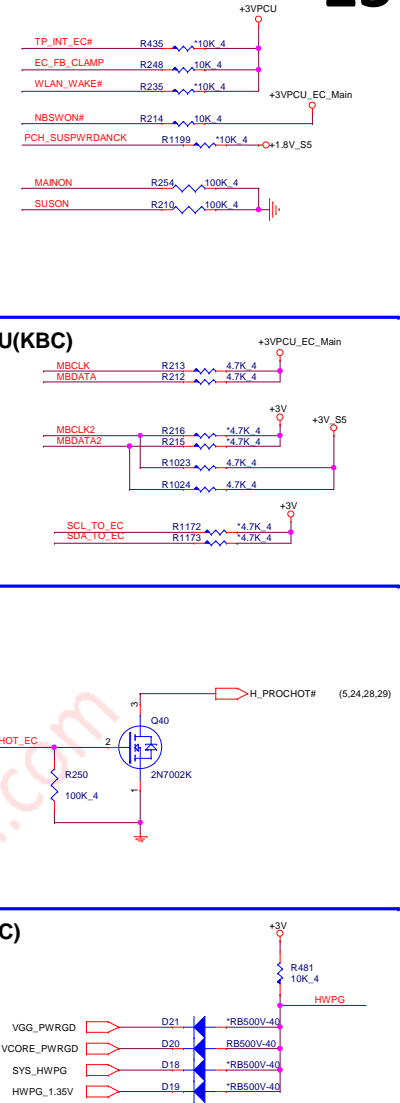 +3VPCU
TP_INT_EC# R435 *10K_4
EC_FB_CLAMP R248 10K_4
WLAN_WAKE# R235 *10K_4
+3VPCU_EC_Main
NBSWON# R214 10K_4
PCH_SUSPWRDANCK R1199 *10K_4 +1.8V_S5
MAINON R254 100K_4
SUSON R210 100K_4
U(KBC)
+3VPCU_EC_Main
MBCLK R213 4.7K_4
MBDATA R212 4.7K_4
+3V
+3V_S5
MBCLK2 R216 *4.7K_4
MBDATA2 R215 *4.7K_4
R1023 4.7K_4
R1024 4.7K_4
+3V
SCL_TO_EC R1172 *4.7K_4
SDA_TO_EC R1173 *4.7K_4
H_PROCHOT# (5,24,28,29)
3
Q40
HOT_EC 2
R250 2N7002K
100K_4 1
C)
+3V
R481
10K_4
HWPG
VGG_PWRGD D21 *RB500V-40
VCORE_PWRGD D20 RB500V-40
SYS_HWPG D18 *RB500V-40
HWPG_1.35V D19 *RB500V-40